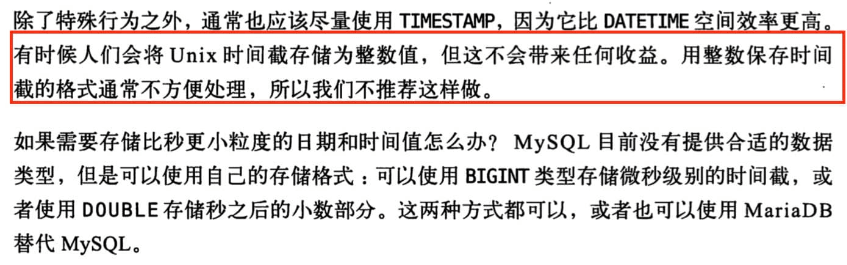 除了特殊行为之外，通常也应该尽量使用 TIMESTAMP，因为它比 DATETIME 空间效率更高。
有时候人们会将 Unix 时间截存储为整数值，但这不会带来任何收益。用整数保存时间
截的格式通常不方便处理，所以我们不推荐这样做。
如果需要存储比秒更小粒度的日期和时间值怎么办？ MySQL 目前没有提供合适的数据
类型，但是可以使用自己的存储格式：可以使用 BIGINT 类型存储微秒级别的时间截，或
者使用 DOUBLE 存储秒之后的小数部分。这两种方式都可以，或者也可以使用 MariaDB
替代 MySQL。